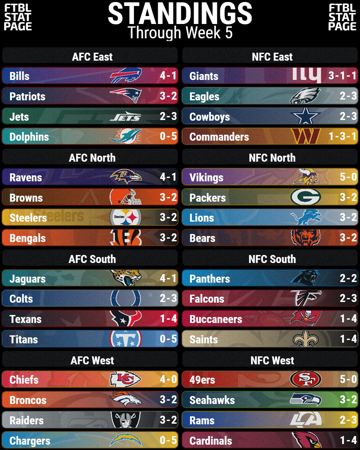 FTBL
STAT
PAGE
STANDINGS
Through Week 5
FTBL
STAT
PAGE
AFC East
Bills 4-1
Patriots 3-2
Jets JETS 2-3
Dolphins 0-5
NFC East
Giants ny 3-1-1
Eagles 2-3
Cowboys 2-3
Commanders W 1-3-1
AFC North
Ravens 4-1
Browns 3-2
Steelers Steelers 3-2
Bengals B 3-2
NFC North
Vikings 5-0
Packers G 3-2
Lions 3-2
Bears 3-2
AFC South
Jaguars 4-1
Colts 2-3
Texans 1-4
Titans T 0-5
NFC South
Panthers 2-2
Falcons 2-3
Buccaneers 1-4
Saints 1-4
AFC West
Chiefs KC 4-0
Broncos 3-2
Raiders 3-2
Chargers 0-5
NFC West
49ers SF 5-0
Seahawks 3-2
Rams LA 2-3
Cardinals 1-4